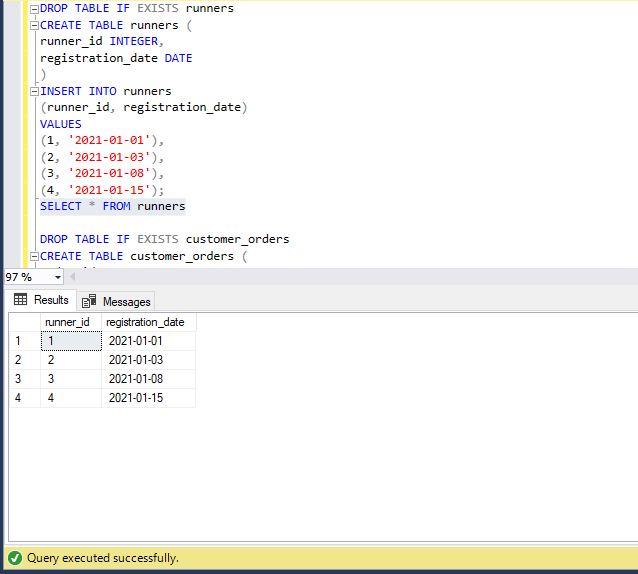 DROP TABLE IF EXISTS runners
CREATE TABLE runners (
runner_id INTEGER,
registration_date DATE
)
INSERT INTO runners
(runner_id, registration_date)
VALUES
(1, '2021-01-01'),
(2, '2021-01-03'),
(3, '2021-01-08'),
(4, '2021-01-15');
SELECT * FROM runners
DROP TABLE IF EXISTS customer_orders
CREATE TABLE customer_orders (
97 %
Results Messages
runner_id registration_date
1 1 2021-01-01
2 2 2021-01-03
3 3 2021-01-08
4 4 2021-01-15
Query executed successfully.